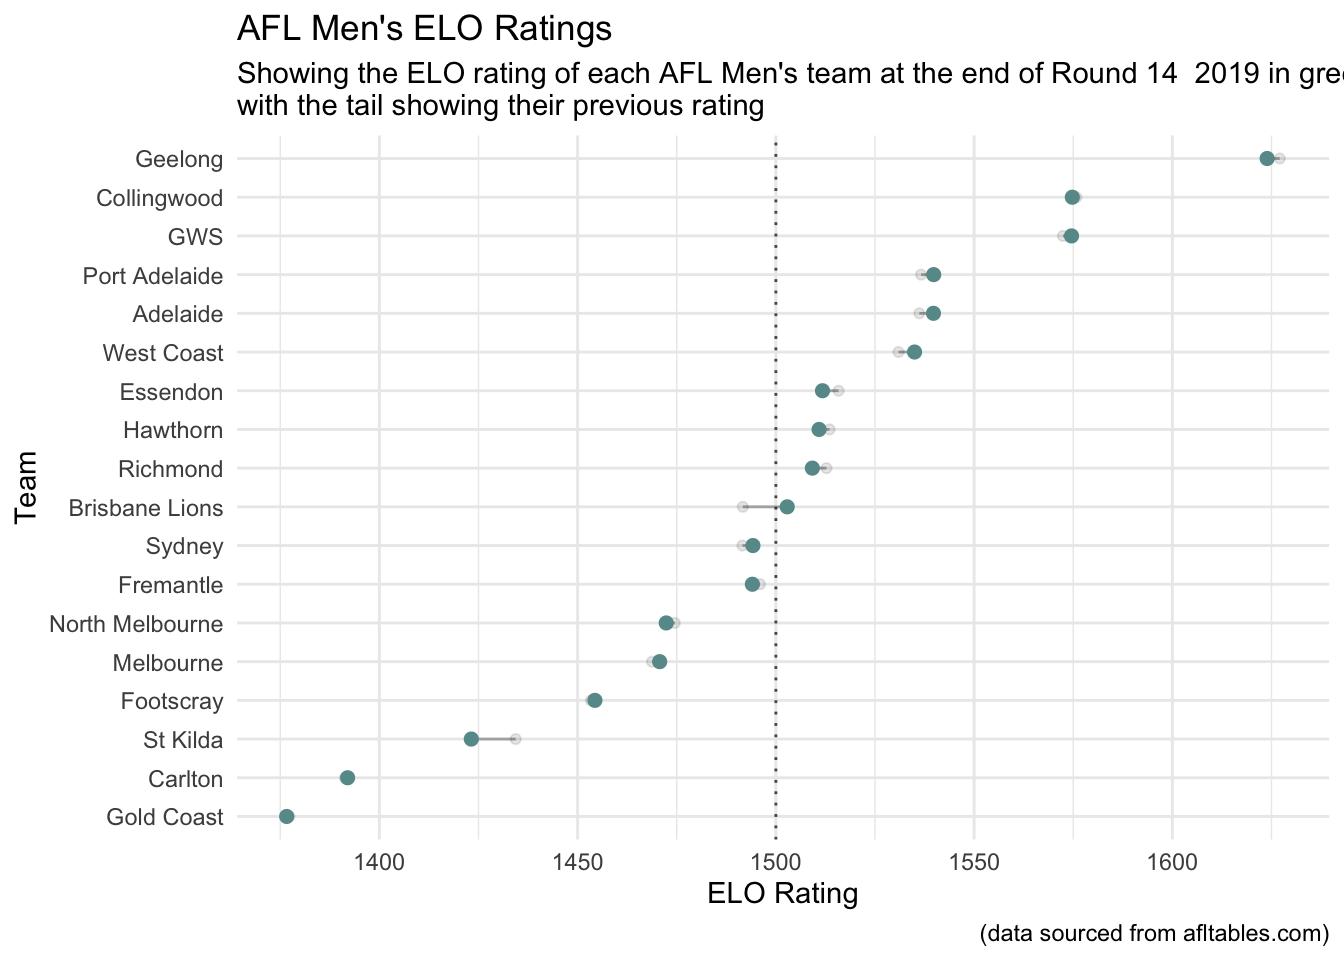 AFL Men's ELO Ratings
Showing the ELO rating of each AFL Men's team at the end of Round 14  2019 in gree
with the tail showing their previous rating
Geelong
Collingwood
GWS
Port Adelaide
Adelaide
West Coast
Essendon
Hawthorn
Richmond
Brisbane Lions
Sydney
Fremantle
North Melbourne
Melbourne
Footscray
St Kilda
Carlton
Gold Coast
Team
1400 1450 1500 1550 1600
ELO Rating
(data sourced from afltables.com)